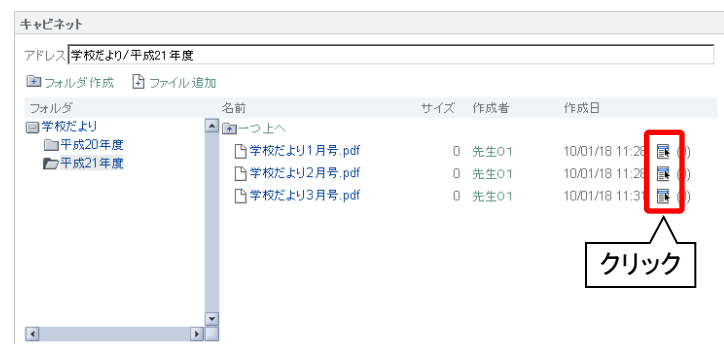 キャビネット
アドレス 学校だより/平成21年度
フォルダ作成 ファイル追加
フォルダ 名前 サイズ 作成者 作成日
学校だより 一つ上へ
平成20年度 学校だより1月号.pdf 0 先生01 10/01/18 11:28 (0)
平成21年度 学校だより2月号.pdf 0 先生01 10/01/18 11:28 (0)
学校だより3月号.pdf 0 先生01 10/01/18 11:31 (0)
クリック